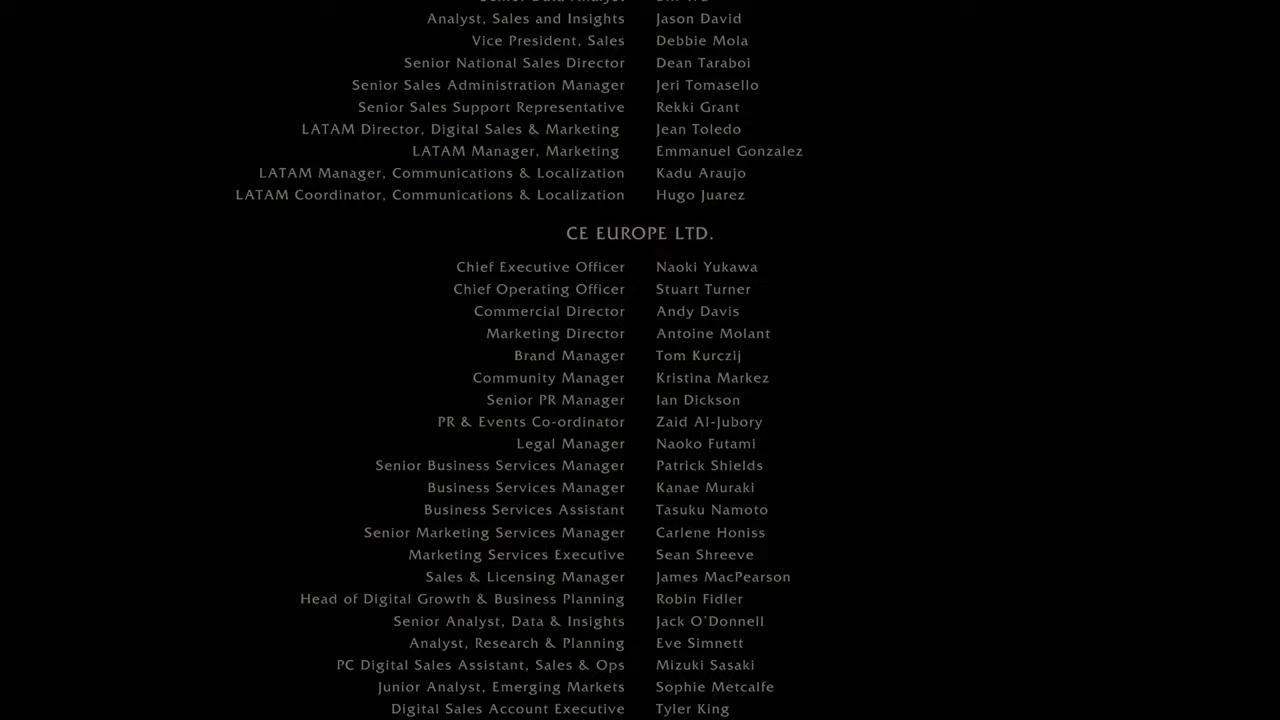 Analyst, Sales and Insights Jason David
Vice President, Sales Debbie Mola
Senior National Sales Director Dean Taraboi
Senior Sales Administration Manager Jeri Tomasello
Senior Sales Support Representative Rekki Grant
LATAM Director, Digital Sales & Marketing Jean Toledo
LATAM Manager, Marketing Emmanuel Gonzalez
LATAM Manager, Communications & Localization Kadu Araujo
LATAM Coordinator, Communications & Localization Hugo Juarez
CE EUROPE LTD.
Chief Executive Officer Naoki Yukawa
Chief Operating Officer Stuart Turner
Commercial Director Andy Davis
Marketing Director Antoine Molant
Brand Manager Tom Kurczij
Community Manager Kristina Markez
Senior PR Manager Ian Dickson
PR & Events Co-ordinator Zaid Al-Jubory
Legal Manager Naoko Futami
Senior Business Services Manager Patrick Shields
Business Services Manager Kanae Muraki
Business Services Assistant Tasuku Namoto
Senior Marketing Services Manager Carlene Honiss
Marketing Services Executive Sean Shreeve
Sales & Licensing Manager James MacPearson
Head of Digital Growth & Business Planning Robin Fidler
Senior Analyst, Data & Insights Jack O'Donnell
Analyst, Research & Planning Eve Simnett
PC Digital Sales Assistant, Sales & Ops Mizuki Sasaki
Junior Analyst, Emerging Markets Sophie Metcalfe
Digital Sales Account Executive Tyler King